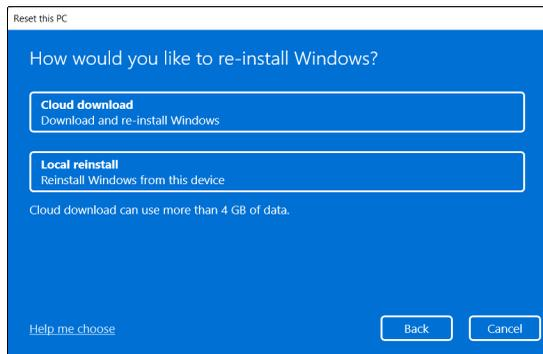 Reset this PC
How would you like to re-install Windows?
Cloud download
Download and re-install Windows
Local reinstall
Reinstall Windows from this device
Cloud download can use more than 4 GB of data.
Help me choose
Back
Cancel